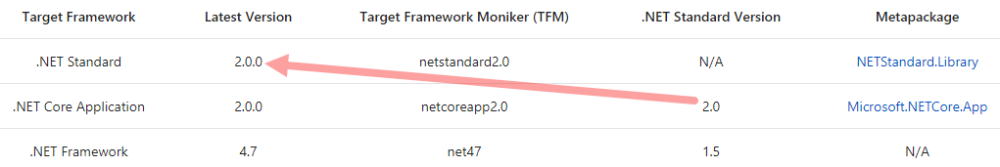 Target Framework Latest Version Target Framework Moniker (TFM) .NET Standard Version Metapackage
.NET Standard 2.0.0 netstandard2.0 N/A NETStandard.Library
.NET Core Application 2.0.0 netcoreapp2.0 2.0 Microsoft.NETCore.App
.NET Framework 4.7 net47 1.5 N/A